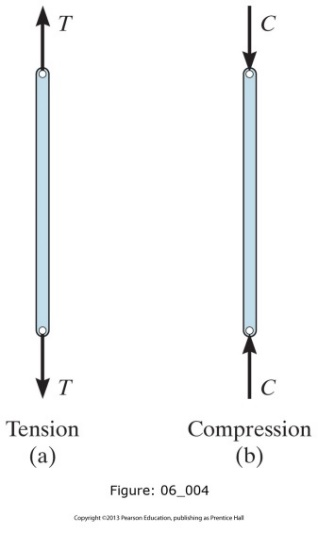 T C
T C
Tension Compression
(a) (b)
Figure: 06_004
Copyright ©2013 Pearson Education, publishing as Prentice Hall